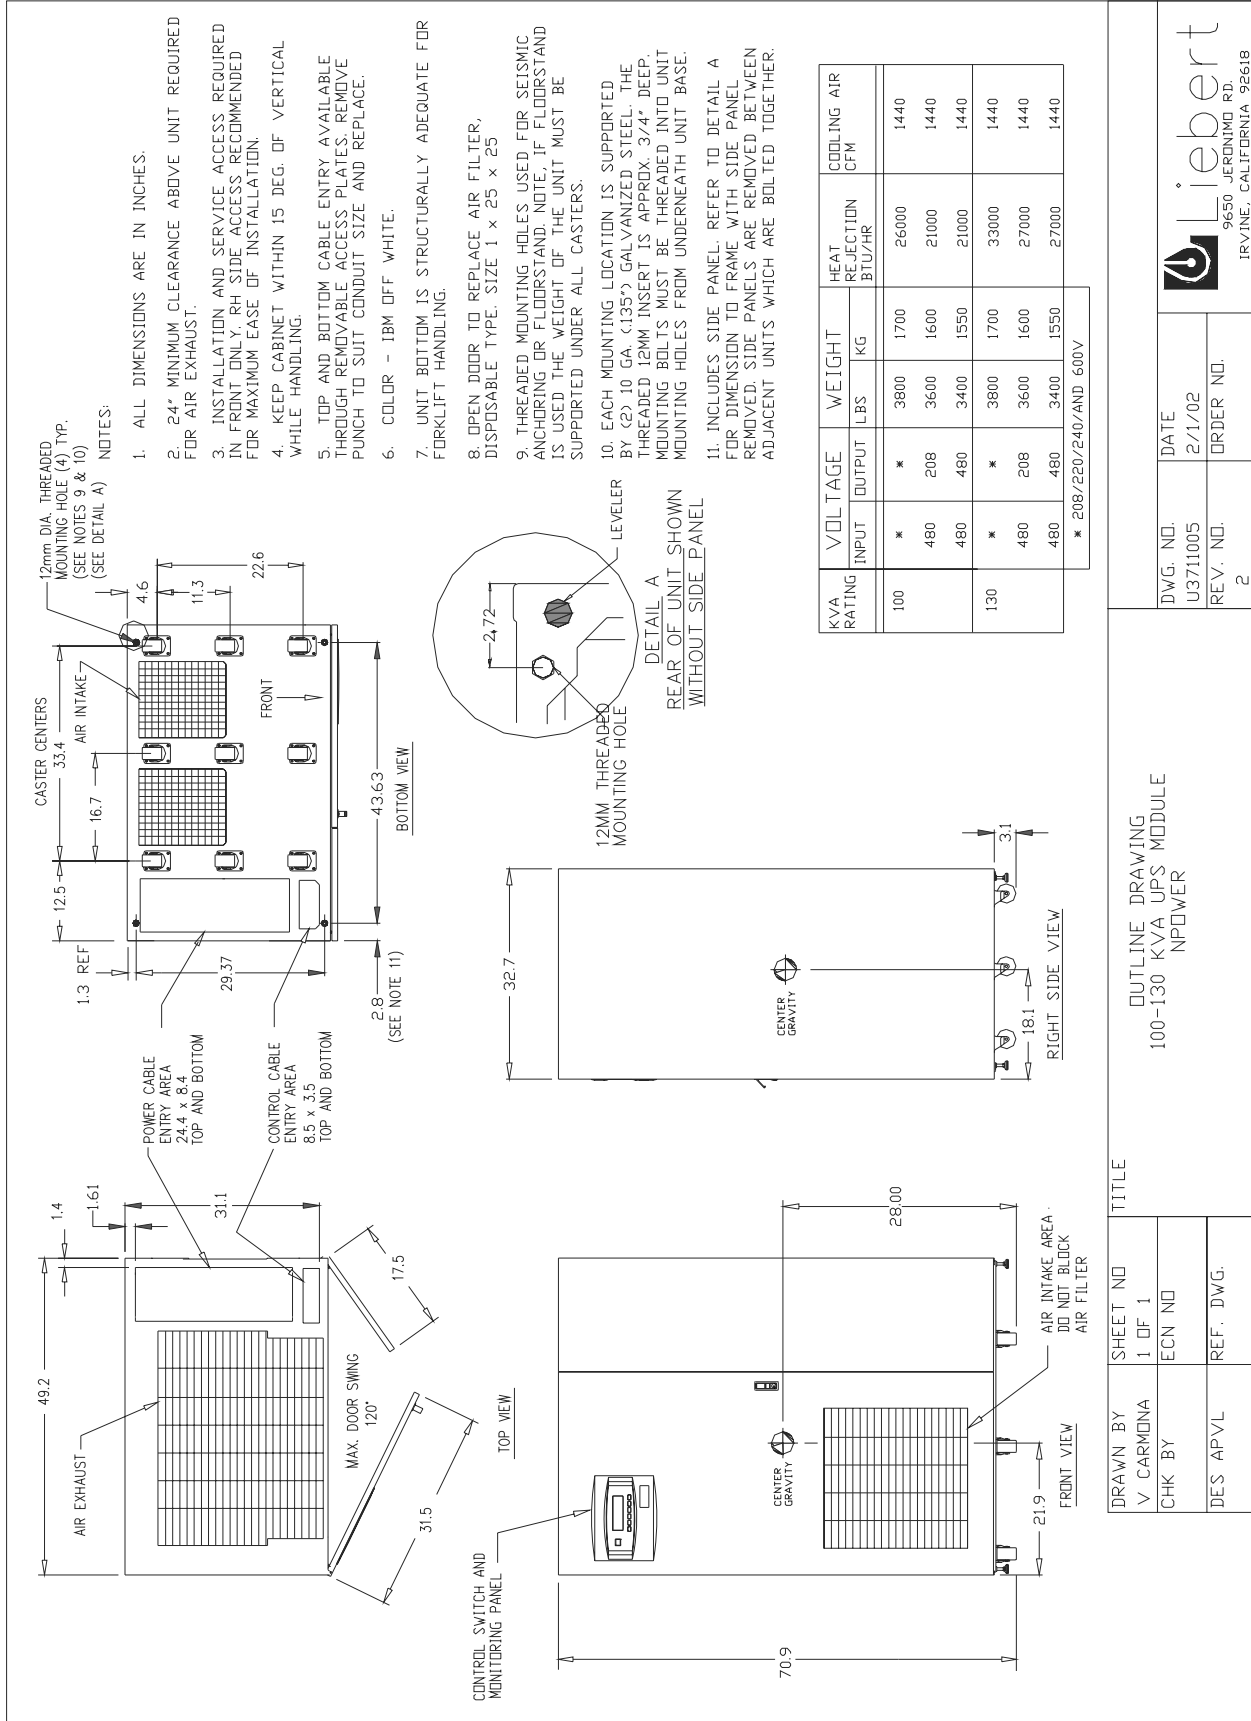 49.2
1.4
1.61
31.1
AIR EXHAUST
MAX. DOOR SWING
120°
31.5
17.5
TOP VIEW
POWER CABLE
ENTRY AREA
24.4 x 8.4
TOP AND BOTTOM
CONTROL CABLE
ENTRY AREA
8.5 x 3.5
TOP AND BOTTOM
CASTER CENTERS
33.4
12.5
16.7
AIR INTAKE
1.3 REF
29.37
FRONT
4.6
11.3
22.6
2.8
(SEE NOTE 11)
43.63
BOTTOM VIEW
12mm DIA. THREADED
MOUNTING HOLE (4) TYP.
(SEE NOTES 9 & 10)
(SEE DETAIL A)
NOTES:
1. ALL DIMENSIONS ARE IN INCHES.
2. 24" MINIMUM CLEARANCE ABOVE UNIT REQUIRED
FOR AIR EXHAUST.
3. INSTALLATION AND SERVICE ACCESS REQUIRED
IN FRONT ONLY. RH SIDE ACCESS RECOMMENDED
FOR MAXIMUM EASE OF INSTALLATION.
4. KEEP CABINET WITHIN 15 DEG. OF VERTICAL
WHILE HANDLING.
5. TOP AND BOTTOM CABLE ENTRY AVAILABLE
THROUGH REMOVABLE ACCESS PLATES. REMOVE
PUNCH TO SUIT CONDUIT SIZE AND REPLACE.
6. COLOR - IBM OFF WHITE.
7. UNIT BOTTOM IS STRUCTURALLY ADEQUATE FOR
FORKLIFT HANDLING.
8. OPEN DOOR TO REPLACE AIR FILTER,
DISPOSABLE TYPE. SIZE 1 x 25 x 25
9. THREADED MOUNTING HOLES USED FOR SEISMIC
ANCHORING OR FLOORSTAND. NOTE, IF FLOORSTAND
IS USED THE WEIGHT OF THE UNIT MUST BE
SUPPORTED UNDER ALL CASTERS.
10. EACH MOUNTING LOCATION IS SUPPORTED
BY (2) 10 GA. (.135") GALVANIZED STEEL. THE
THREADED 12MM INSERT IS APPROX. 3/4" DEEP.
MOUNTING BOLTS MUST BE THREADED INTO UNIT
MOUNTING HOLES FROM UNDERNEATH UNIT BASE.
11. INCLUDES SIDE PANEL. REFER TO DETAIL A
FOR DIMENSION TO FRAME WITH SIDE PANEL
REMOVED. SIDE PANELS ARE REMOVED BETWEEN
ADJACENT UNITS WHICH ARE BOLTED TOGETHER.
CONTROL SWITCH AND
MONITORING PANEL
70.9
CENTER
GRAVITY
28.00
21.9
FRONT VIEW
AIR INTAKE AREA
DO NOT BLOCK
AIR FILTER
32.7
CENTER
GRAVITY
18.1
3.1
RIGHT SIDE VIEW
2.72
LEVELER
12MM THREADED
MOUNTING HOLE
DETAIL A
REAR OF UNIT SHOWN
WITHOUT SIDE PANEL
KVA RATING VOLTAGE WEIGHT HEAT REJECTION BTU/HR COOLING AIR CFM
INPUT OUTPUT LBS KG
100 * * 3800 1700 26000 1440
480 208 3600 1600 21000 1440
480 480 3400 1550 21000 1440
130 * * 3800 1700 33000 1440
480 208 3600 1600 27000 1440
480 480 3400 1550 27000 1440
* 208/220/240/AND 600V
DRAWN BY
V CARMONA
CHK BY
DES APVL
SHEET NO
1 OF 1
ECN NO
REF. DWG.
TITLE
OUTLINE DRAWING
100-130 KVA UPS MODULE
NPOWER
DWG. NO.
U3711005
REV. NO.
2
DATE
2/1/02
ORDER NO.
Liebert
9650 JERONIMO RD.
IRVINE, CALIFORNIA 92618